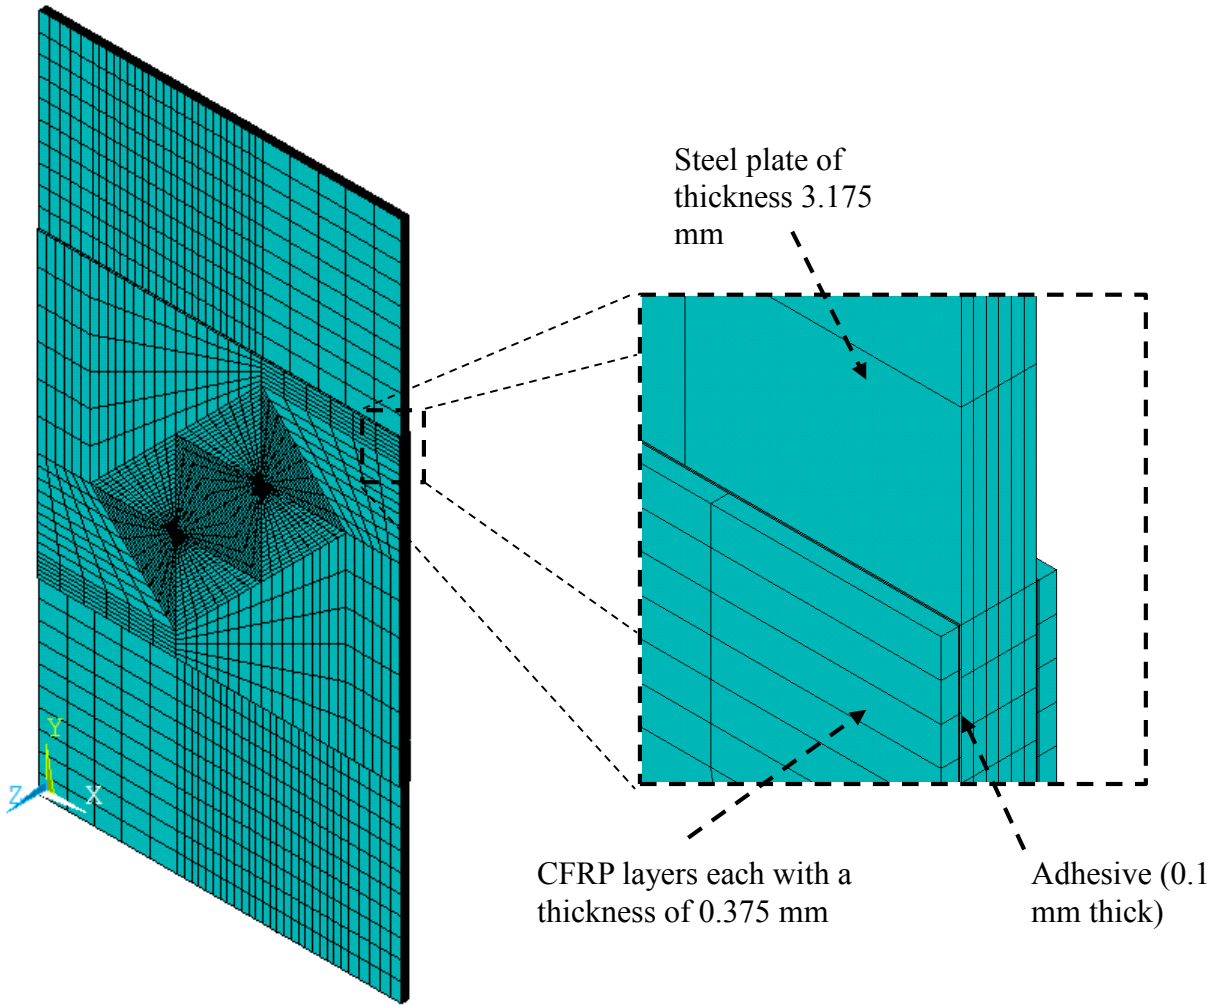 Steel plate of
thickness 3.175
mm
Y
Z
X
CFRP layers each with a
thickness of 0.375 mm
Adhesive (0.1
mm thick)